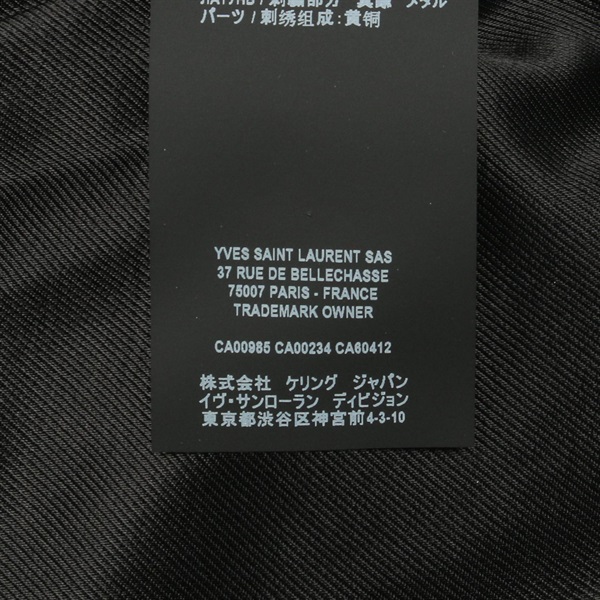 パーツ / 刺绣组成: 黄铜
YVES SAINT LAURENT SAS
37 RUE DE BELLECHASSE
75007 PARIS - FRANCE
TRADEMARK OWNER
CA00985 CA00234 CA60412
株式会社 ケリング ジャパン
イヴ・サンローラン ディビジョン
東京都渋谷区神宮前4-3-10